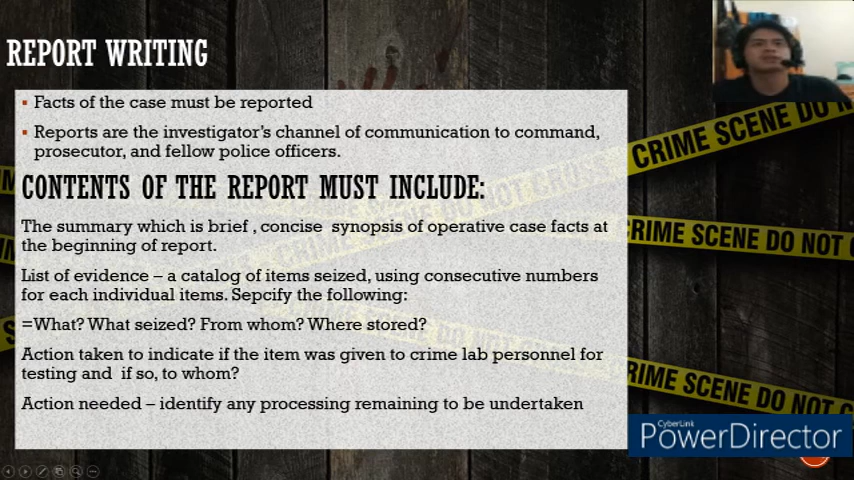 REPORT WRITING
Facts of the case must be reported
Reports are the investigator's channel of communication to command,
prosecutor, and fellow police officers.
CONTENTS OF THE REPORT MUST INCLUDE:
The summary which is brief , concise synopsis of operative case facts at
the beginning of report.
List of evidence – a catalog of items seized, using consecutive numbers
for each individual items. Sepcify the following:
=What? What seized? From whom? Where stored?
Action taken to indicate if the item was given to crime lab personnel for
testing and if so, to whom?
Action needed – identify any processing remaining to be undertaken
CRIME SCENE DO NOT
CRIME SCENE DO NOT
CRIME SCENE DO NOT
CyberLink
PowerDirector